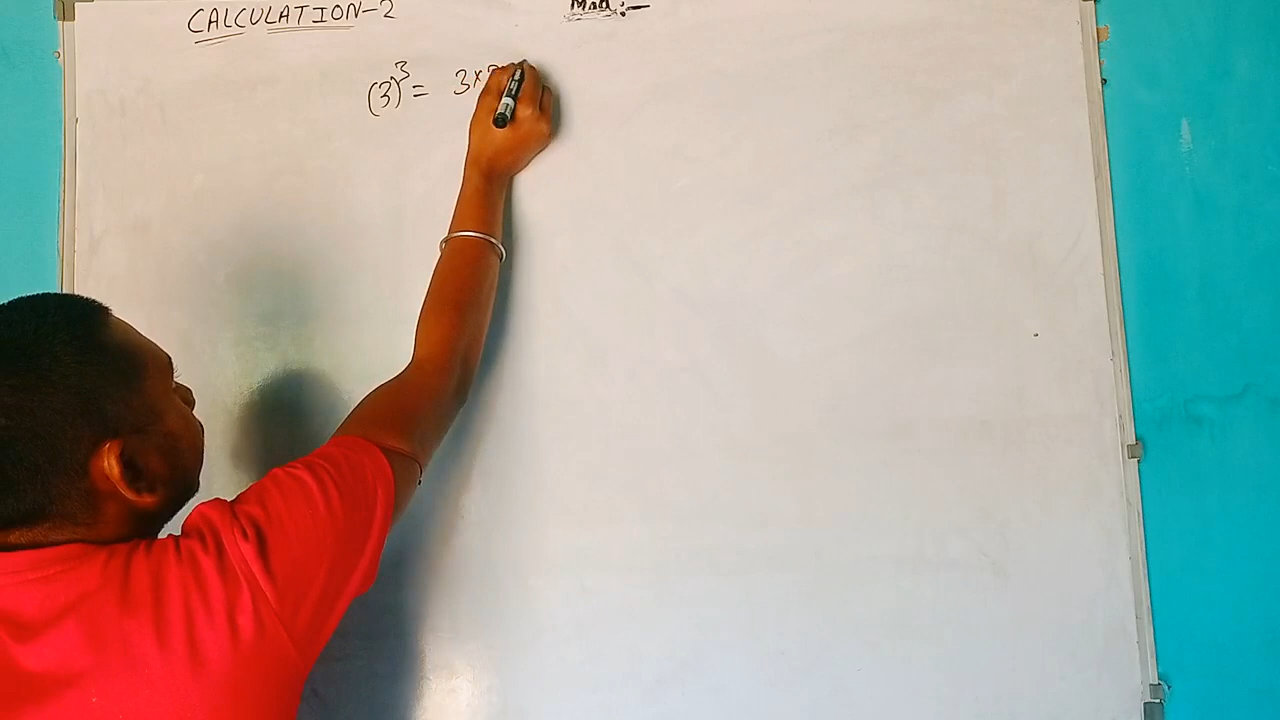 CALCULATION-2
(3)³ = 3×